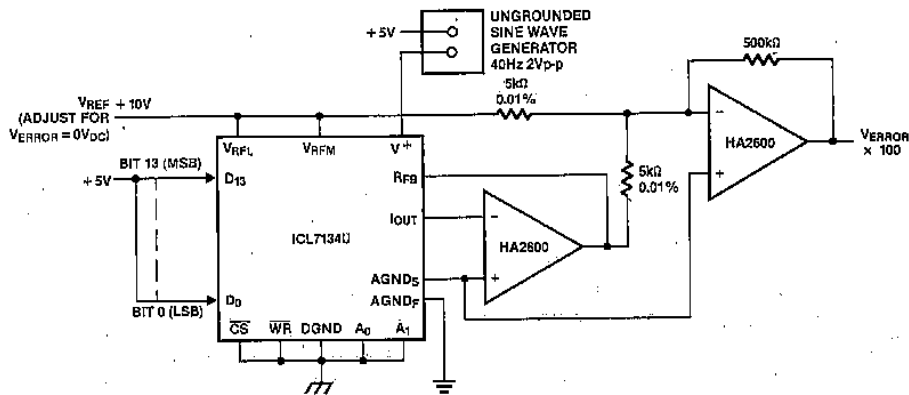 UNGROUNDED
SINE WAVE
GENERATOR
40Hz 2Vp-p
+5V
500kΩ
5kΩ
0.01%
VREF +10V
(ADJUST FOR
VERROR = 0VDC)
VRFL
VRFM
V+
HA2600
VERROR
× 100
BIT 13 (MSB)
+5V
D13
RFB
5kΩ
0.01%
IOUT
ICL7134U
HA2600
AGNDS
D0
BIT 0 (LSB)
AGNDF
CS
WR
DGND
A0
A1